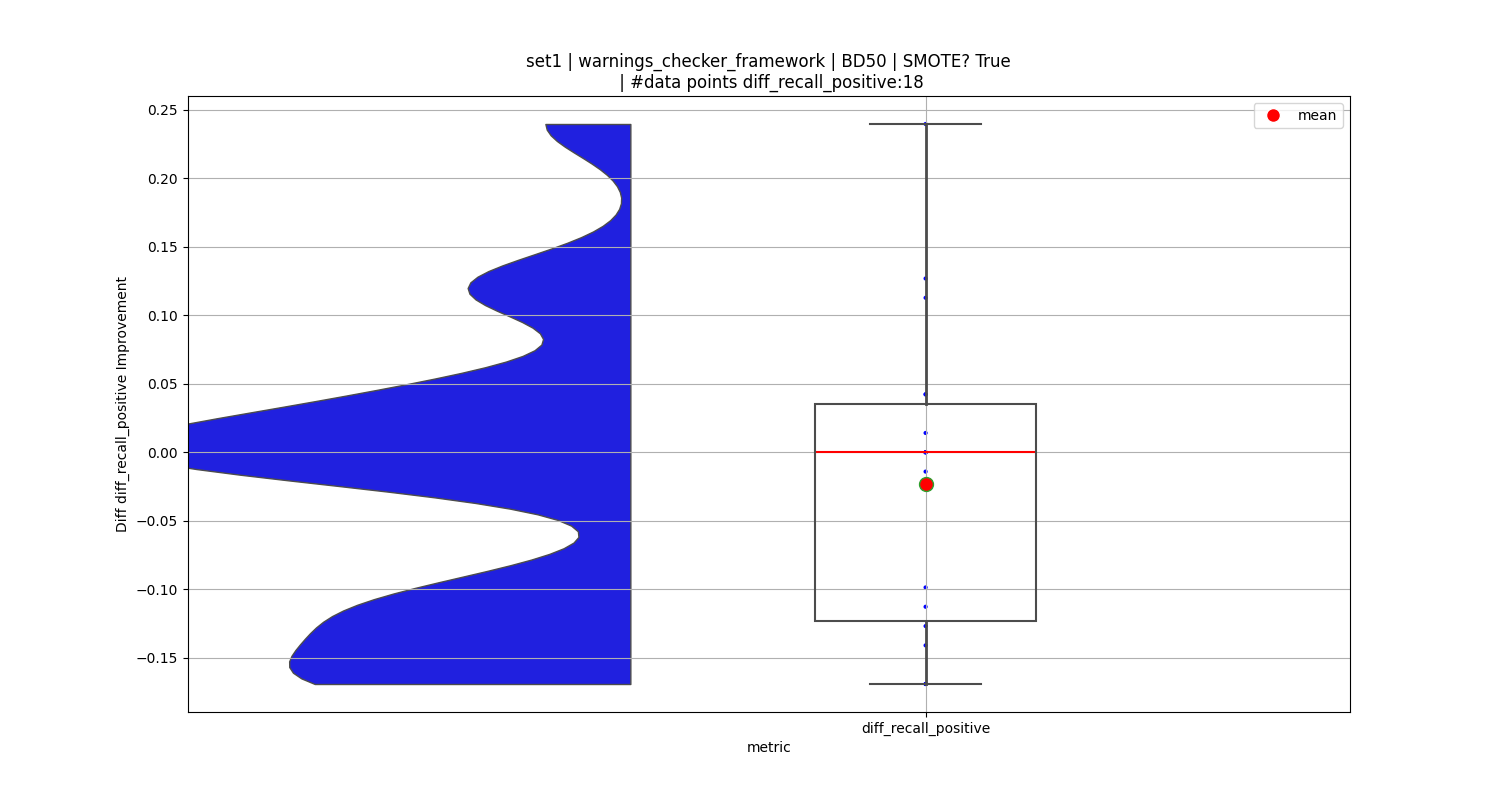 set1 | warnings_checker_framework | BD50 | SMOTE? True
| #data points diff_recall_positive:18
mean
0.25
0.20
0.15
0.10
0.05
0.00
−0.05
−0.10
−0.15
Diff diff_recall_positive Improvement
diff_recall_positive
metric